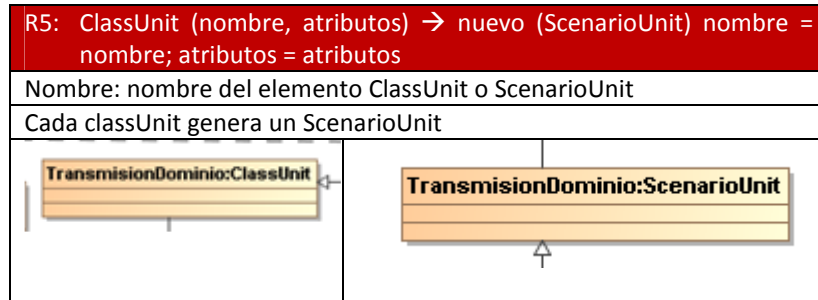 R5: ClassUnit (nombre, atributos) → nuevo (ScenarioUnit) nombre =
nombre; atributos = atributos
Nombre: nombre del elemento ClassUnit o ScenarioUnit
Cada classUnit genera un ScenarioUnit
TransmisionDominio:ClassUnit
TransmisionDominio:ScenarioUnit